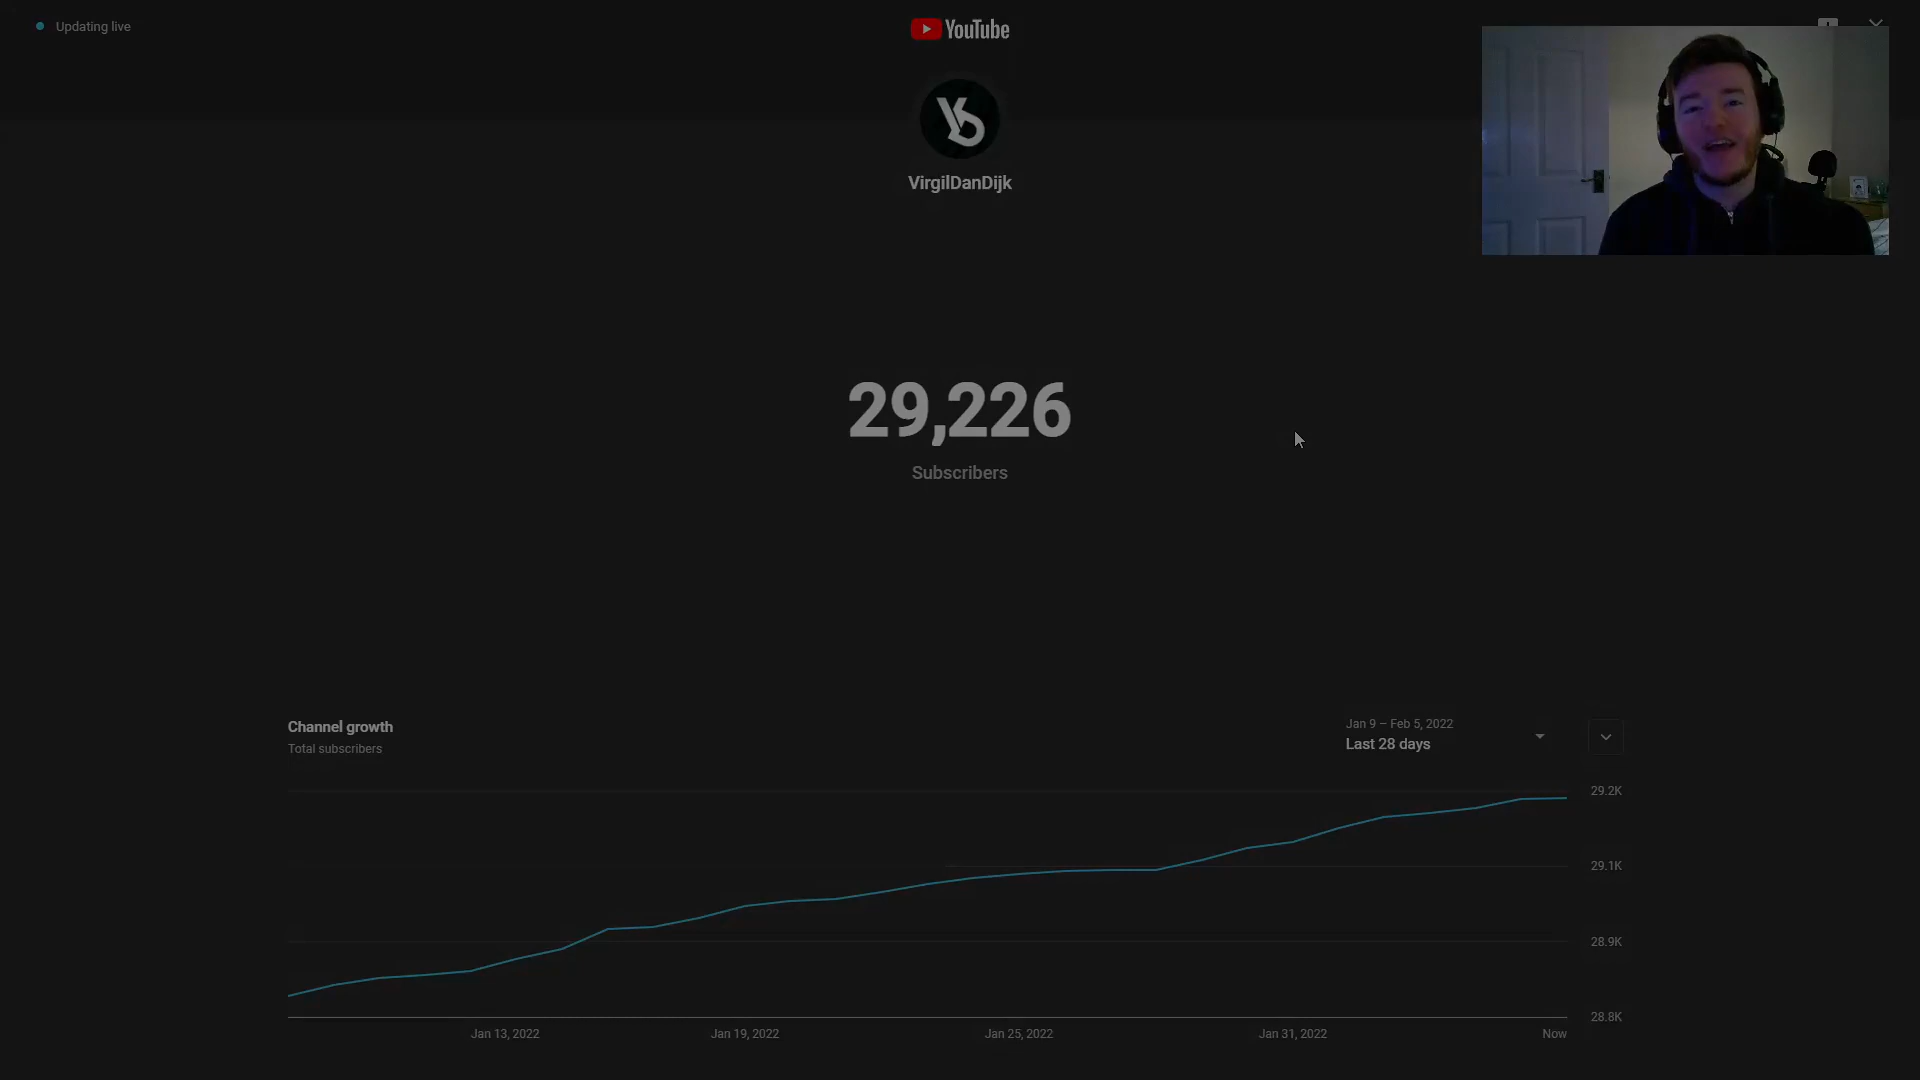 Updating live
YouTube
VirgilDanDijk
29,226
Subscribers
Channel growth
Total subscribers
Jan 9 – Feb 5, 2022
Last 28 days
29.2K
29.1K
28.9K
28.8K
Jan 13, 2022
Jan 19, 2022
Jan 25, 2022
Jan 31, 2022
Now